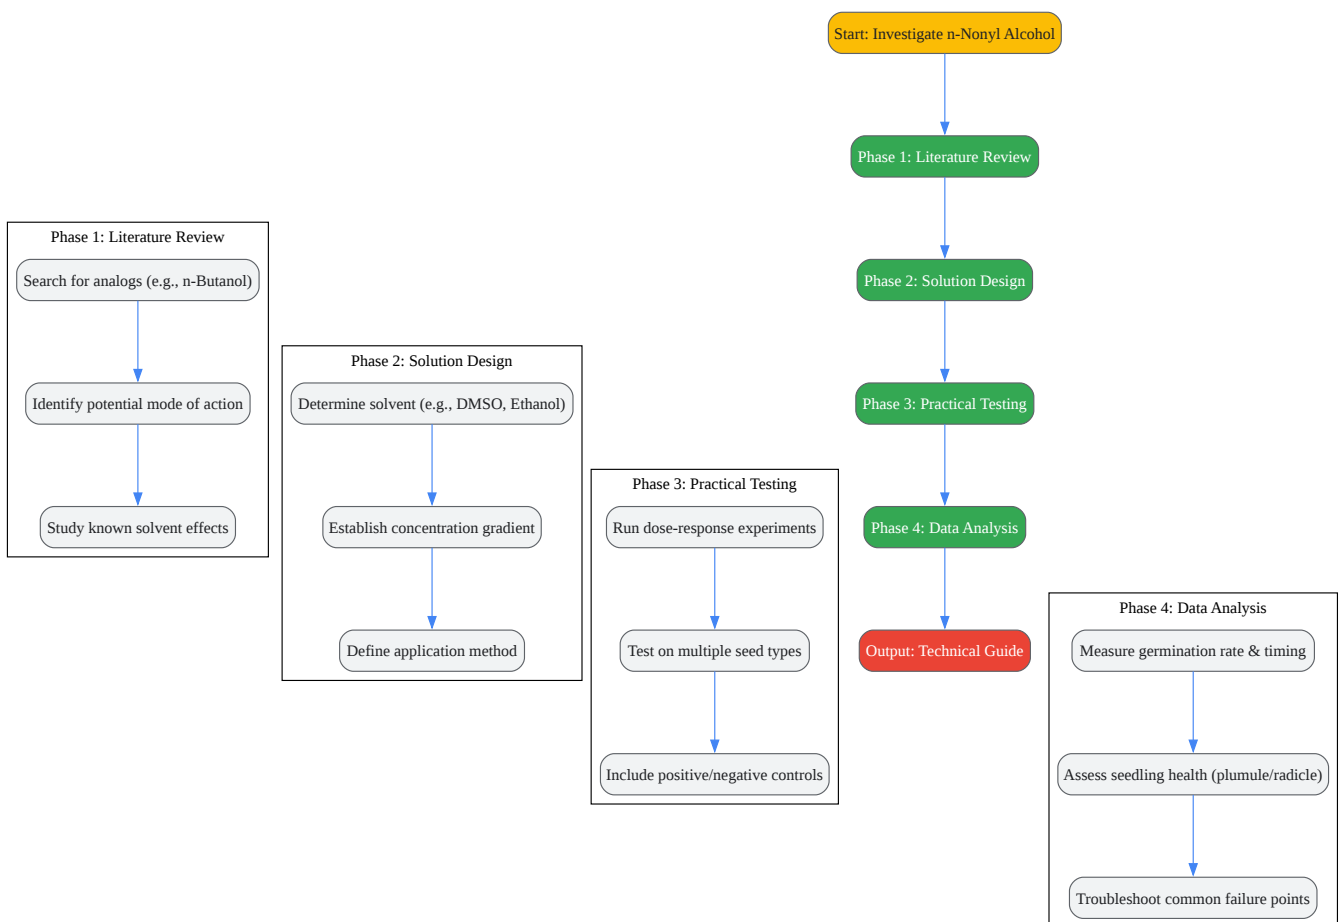 Start: Investigate n-Nonyl Alcohol
Phase 1: Literature Review
Phase 2: Solution Design
Phase 3: Practical Testing
Phase 4: Data Analysis
Output: Technical Guide
Phase 1: Literature Review
Search for analogs (e.g., n-Butanol)
Identify potential mode of action
Study known solvent effects
Phase 2: Solution Design
Determine solvent (e.g., DMSO, Ethanol)
Establish concentration gradient
Define application method
Phase 3: Practical Testing
Run dose-response experiments
Test on multiple seed types
Include positive/negative controls
Phase 4: Data Analysis
Measure germination rate & timing
Assess seedling health (plumule/radicle)
Troubleshoot common failure points